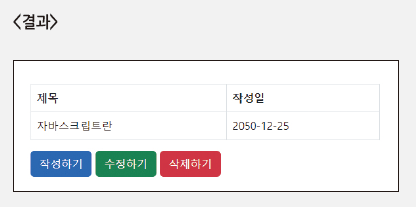 <결과>
제목 작성일
자바스크립트란 2050-12-25
작성하기 수정하기 삭제하기